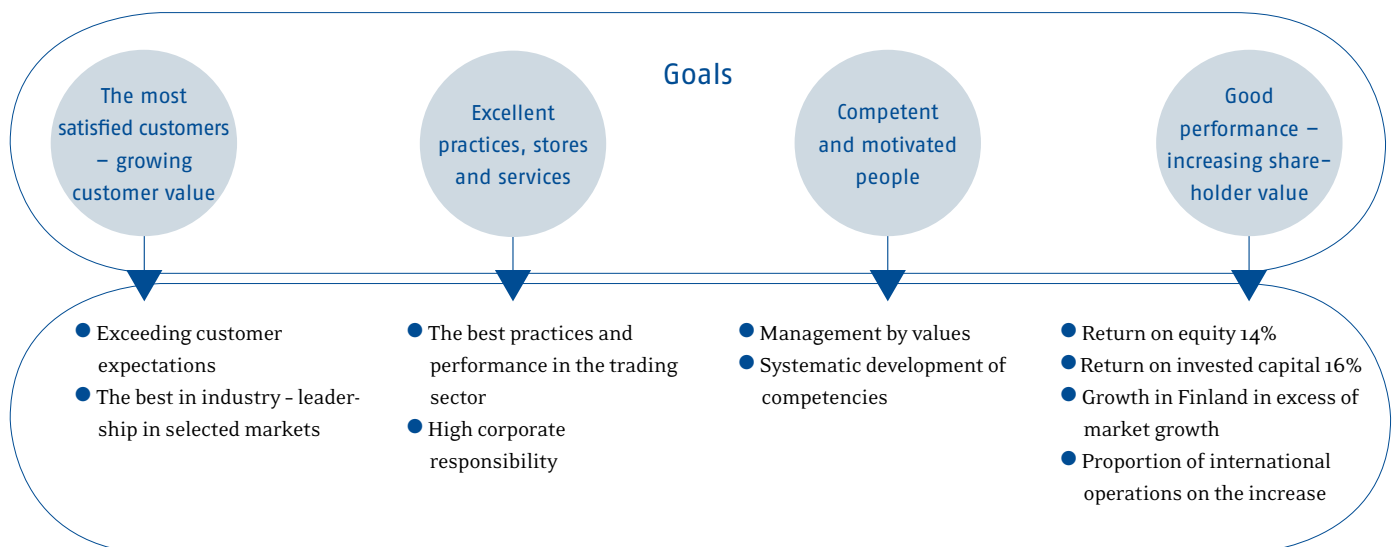 Goals
The most
satisfied customers
– growing
customer value
Excellent
practices, stores
and services
Competent
and motivated
people
Good
performance –
increasing share-
holder value
● Exceeding customer
expectations
● The best in industry – leader-
ship in selected markets
● The best practices and
performance in the trading
sector
● High corporate
responsibility
● Management by values
● Systematic development of
competencies
● Return on equity 14%
● Return on invested capital 16%
● Growth in Finland in excess of
market growth
● Proportion of international
operations on the increase